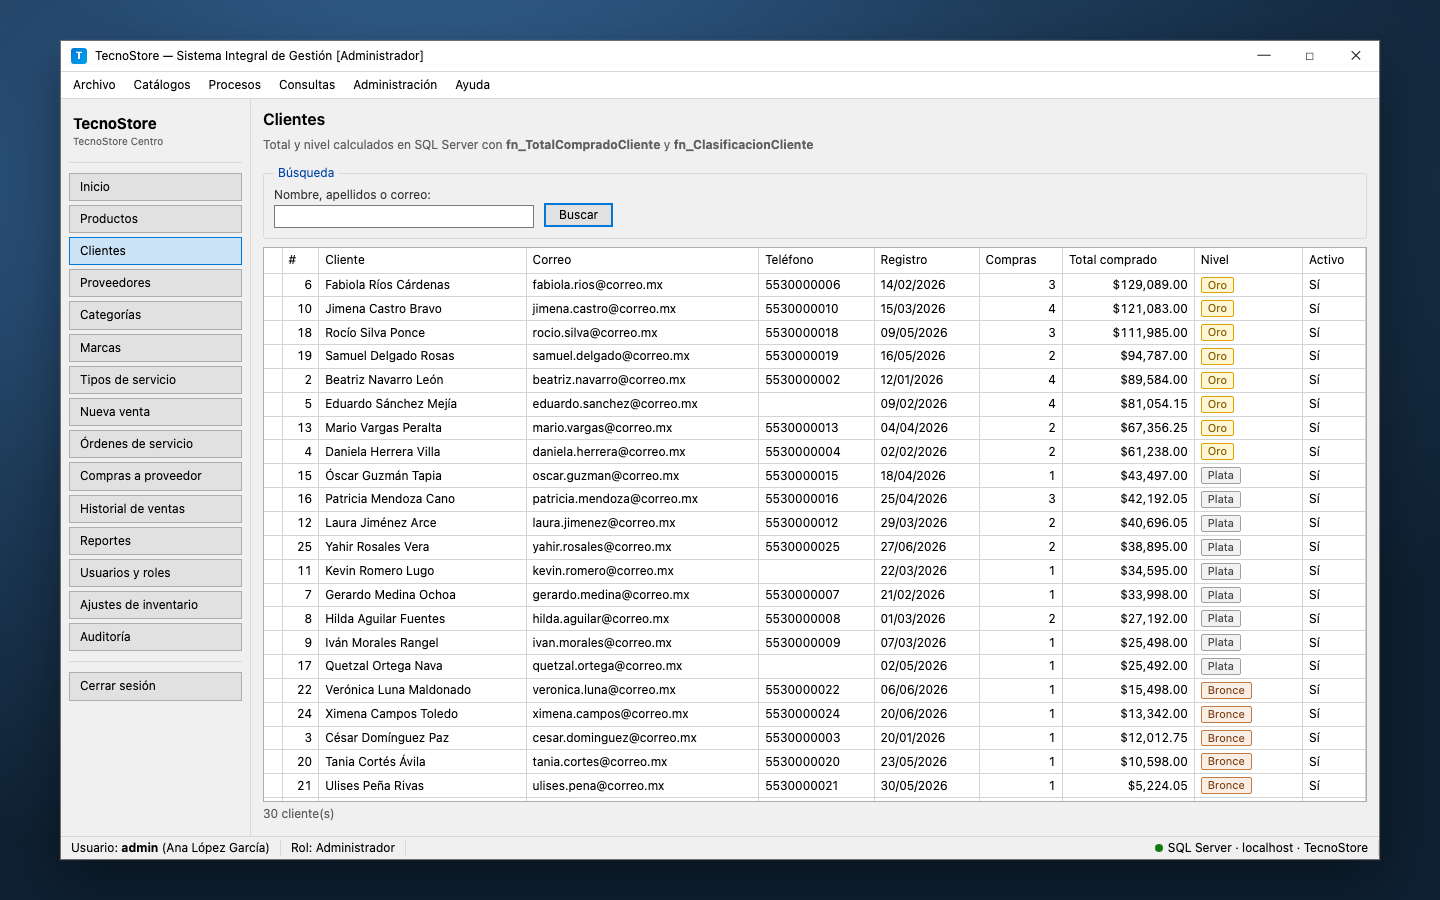 T TecnoStore — Sistema Integral de Gestión [Administrador]
Archivo Catálogos Procesos Consultas Administración Ayuda
TecnoStore
TecnoStore Centro
Inicio
Productos
Clientes
Proveedores
Categorías
Marcas
Tipos de servicio
Nueva venta
Órdenes de servicio
Compras a proveedor
Historial de ventas
Reportes
Usuarios y roles
Ajustes de inventario
Auditoría
Cerrar sesión
Clientes
Total y nivel calculados en SQL Server con fn_TotalCompradoCliente y fn_ClasificacionCliente
Búsqueda
Nombre, apellidos o correo:
Buscar
# Cliente Correo Teléfono Registro Compras Total comprado Nivel Activo
6 Fabiola Ríos Cárdenas fabiola.rios@correo.mx 5530000006 14/02/2026 3 $129,089.00 Oro Sí
10 Jimena Castro Bravo jimena.castro@correo.mx 5530000010 15/03/2026 4 $121,083.00 Oro Sí
18 Rocío Silva Ponce rocio.silva@correo.mx 5530000018 09/05/2026 3 $111,985.00 Oro Sí
19 Samuel Delgado Rosas samuel.delgado@correo.mx 5530000019 16/05/2026 2 $94,787.00 Oro Sí
2 Beatriz Navarro León beatriz.navarro@correo.mx 5530000002 12/01/2026 4 $89,584.00 Oro Sí
5 Eduardo Sánchez Mejía eduardo.sanchez@correo.mx 09/02/2026 4 $81,054.15 Oro Sí
13 Mario Vargas Peralta mario.vargas@correo.mx 5530000013 04/04/2026 2 $67,356.25 Oro Sí
4 Daniela Herrera Villa daniela.herrera@correo.mx 5530000004 02/02/2026 2 $61,238.00 Oro Sí
15 Óscar Guzmán Tapia oscar.guzman@correo.mx 5530000015 18/04/2026 1 $43,497.00 Plata Sí
16 Patricia Mendoza Cano patricia.mendoza@correo.mx 5530000016 25/04/2026 3 $42,192.05 Plata Sí
12 Laura Jiménez Arce laura.jimenez@correo.mx 5530000012 29/03/2026 2 $40,696.05 Plata Sí
25 Yahir Rosales Vera yahir.rosales@correo.mx 5530000025 27/06/2026 2 $38,895.00 Plata Sí
11 Kevin Romero Lugo kevin.romero@correo.mx 22/03/2026 1 $34,595.00 Plata Sí
7 Gerardo Medina Ochoa gerardo.medina@correo.mx 5530000007 21/02/2026 1 $33,998.00 Plata Sí
8 Hilda Aguilar Fuentes hilda.aguilar@correo.mx 5530000008 01/03/2026 2 $27,192.00 Plata Sí
9 Iván Morales Rangel ivan.morales@correo.mx 5530000009 07/03/2026 1 $25,498.00 Plata Sí
17 Quetzal Ortega Nava quetzal.ortega@correo.mx 02/05/2026 1 $25,492.00 Plata Sí
22 Verónica Luna Maldonado veronica.luna@correo.mx 5530000022 06/06/2026 1 $15,498.00 Bronce Sí
24 Ximena Campos Toledo ximena.campos@correo.mx 5530000024 20/06/2026 1 $13,342.00 Bronce Sí
3 César Domínguez Paz cesar.dominguez@correo.mx 5530000003 20/01/2026 1 $12,012.75 Bronce Sí
20 Tania Cortés Ávila tania.cortes@correo.mx 5530000020 23/05/2026 1 $10,598.00 Bronce Sí
21 Ulises Peña Rivas ulises.pena@correo.mx 5530000021 30/05/2026 1 $5,224.05 Bronce Sí
30 cliente(s)
Usuario: admin (Ana López García) Rol: Administrador SQL Server · localhost · TecnoStore